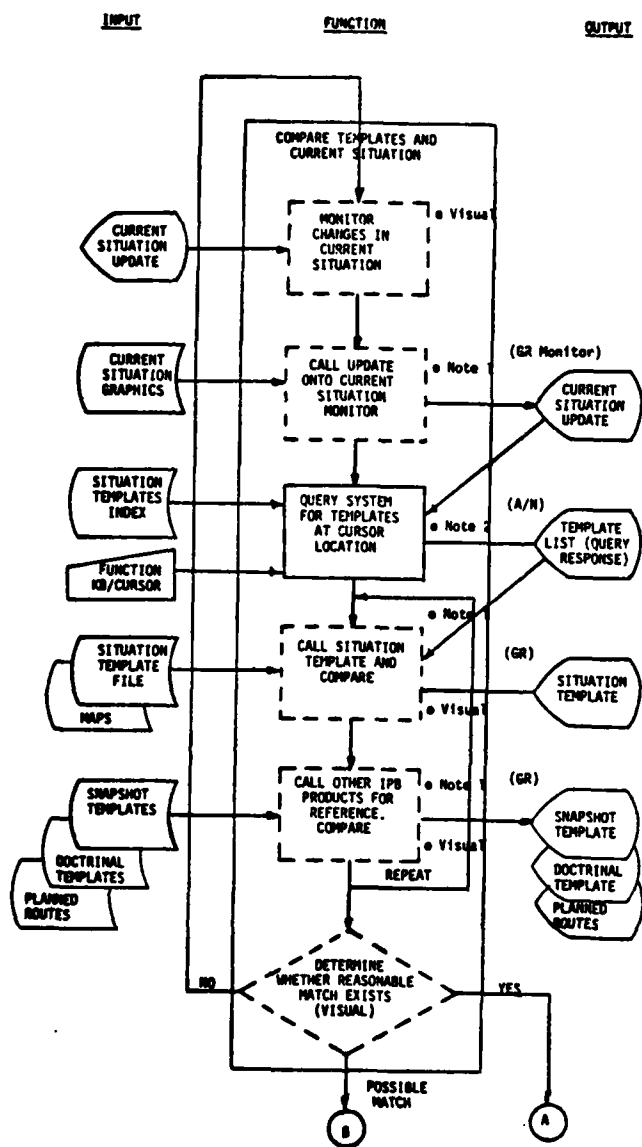 INPUT
FUNCTION
OUTPUT
COMPARE TEMPLATES AND
CURRENT SITUATION
CURRENT
SITUATION
UPDATE
MONITOR
CHANGES IN
CURRENT
SITUATION
● Visual
CURRENT
SITUATION
GRAPHICS
CALL UPDATE
ONTO CURRENT
SITUATION
MONITOR
● Note 1
(GR Monitor)
CURRENT
SITUATION
UPDATE
SITUATION
TEMPLATES
INDEX
FUNCTION
KB/CURSOR
QUERY SYSTEM
FOR TEMPLATES
AT CURSOR
LOCATION
● Note 2
(A/N)
TEMPLATE
LIST (QUERY
RESPONSE)
SITUATION
TEMPLATE
FILE
MAPS
CALL SITUATION
TEMPLATE AND
COMPARE
● Note 1
● Visual
(GR)
SITUATION
TEMPLATE
SNAPSHOT
TEMPLATES
DOCTRINAL
TEMPLATES
PLANNED
ROUTES
CALL OTHER IPB
PRODUCTS FOR
REFERENCE.
COMPARE
● Note 1
● Visual
(GR)
SNAPSHOT
TEMPLATE
DOCTRINAL
TEMPLATE
PLANNED
ROUTES
REPEAT
DETERMINE
WHETHER REASONABLE
MATCH EXISTS
(VISUAL)
NO
YES
POSSIBLE
MATCH
B
A